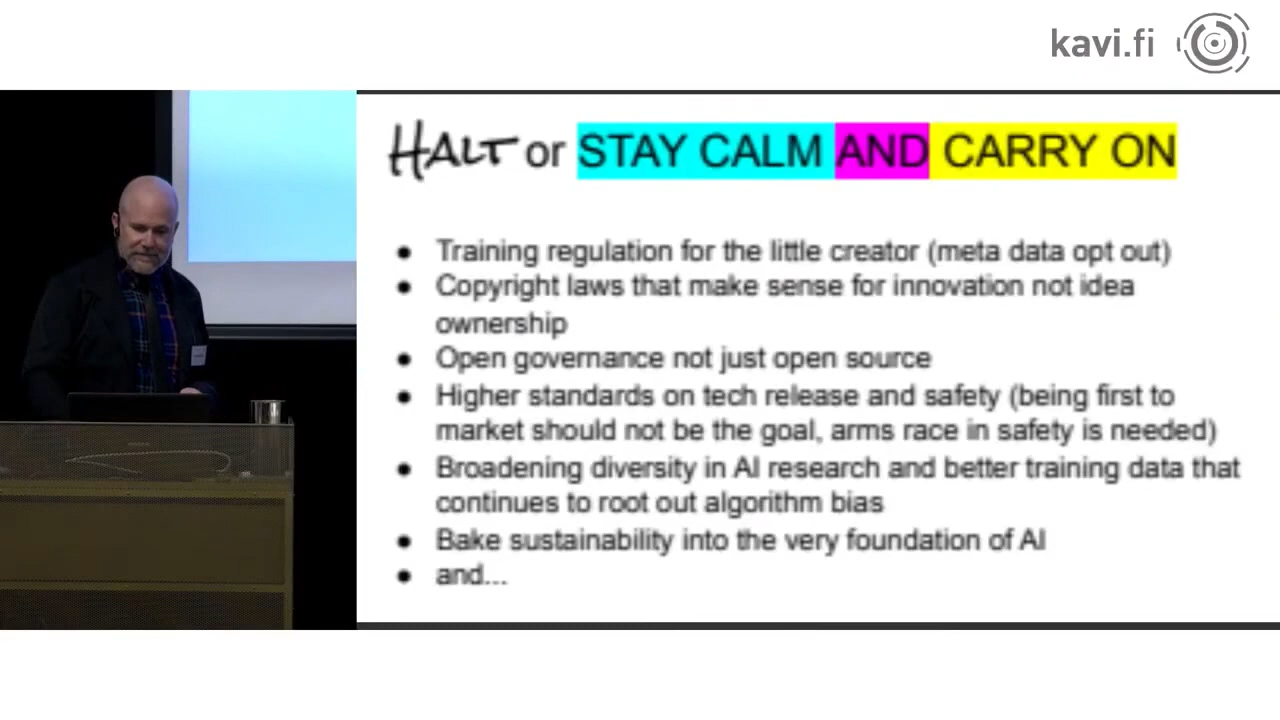 kavi.fi
HALT or STAY CALM AND CARRY ON
● Training regulation for the little creator (meta data opt out)
● Copyright laws that make sense for innovation not idea
ownership
● Open governance not just open source
● Higher standards on tech release and safety (being first to
market should not be the goal, arms race in safety is needed)
● Broadening diversity in AI research and better training data that
continues to root out algorithm bias
● Bake sustainability into the very foundation of AI
● and...